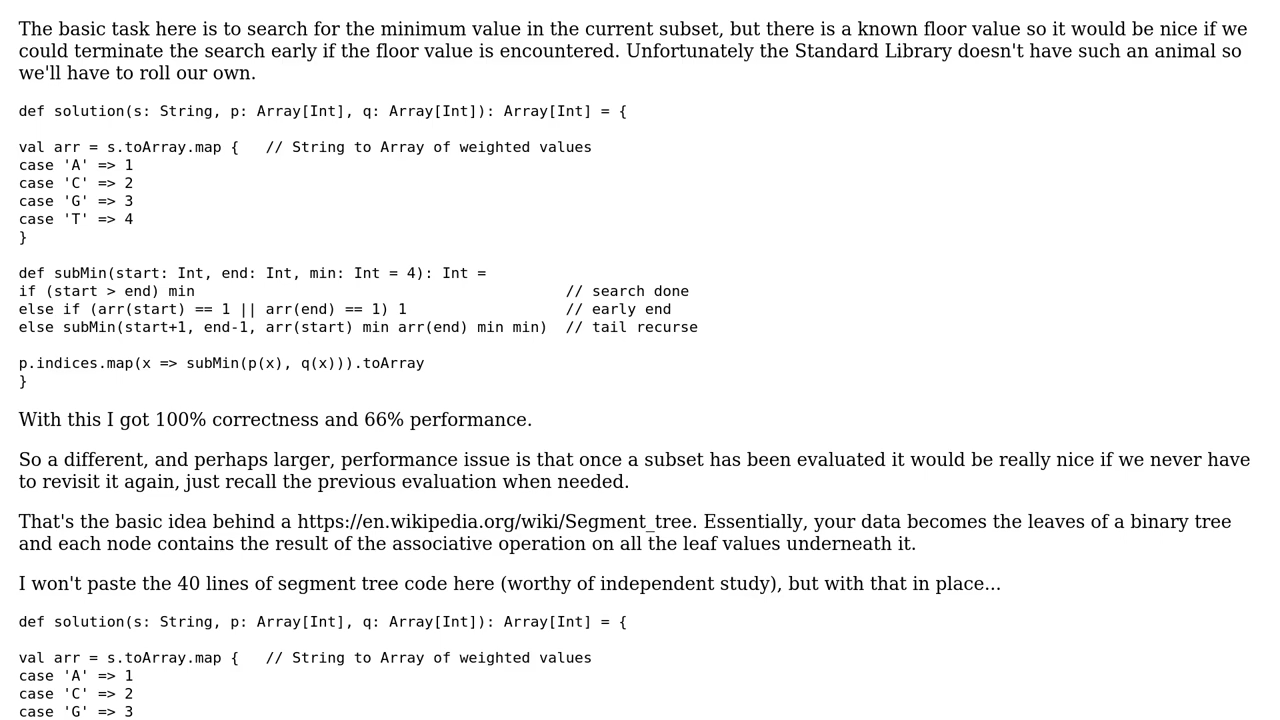 The basic task here is to search for the minimum value in the current subset, but there is a known floor value so it would be nice if we
could terminate the search early if the floor value is encountered. Unfortunately the Standard Library doesn't have such an animal so
we'll have to roll our own.
def solution(s: String, p: Array[Int], q: Array[Int]): Array[Int] = {
val arr = s.toArray.map {   // String to Array of weighted values
case 'A' => 1
case 'C' => 2
case 'G' => 3
case 'T' => 4
}
def subMin(start: Int, end: Int, min: Int = 4): Int =
if (start > end) min                                          // search done
else if (arr(start) == 1 || arr(end) == 1) 1                  // early end
else subMin(start+1, end-1, arr(start) min arr(end) min min)  // tail recurse
p.indices.map(x => subMin(p(x), q(x))).toArray
}
With this I got 100% correctness and 66% performance.
So a different, and perhaps larger, performance issue is that once a subset has been evaluated it would be really nice if we never have
to revisit it again, just recall the previous evaluation when needed.
That's the basic idea behind a https://en.wikipedia.org/wiki/Segment_tree. Essentially, your data becomes the leaves of a binary tree
and each node contains the result of the associative operation on all the leaf values underneath it.
I won't paste the 40 lines of segment tree code here (worthy of independent study), but with that in place...
def solution(s: String, p: Array[Int], q: Array[Int]): Array[Int] = {
val arr = s.toArray.map {   // String to Array of weighted values
case 'A' => 1
case 'C' => 2
case 'G' => 3